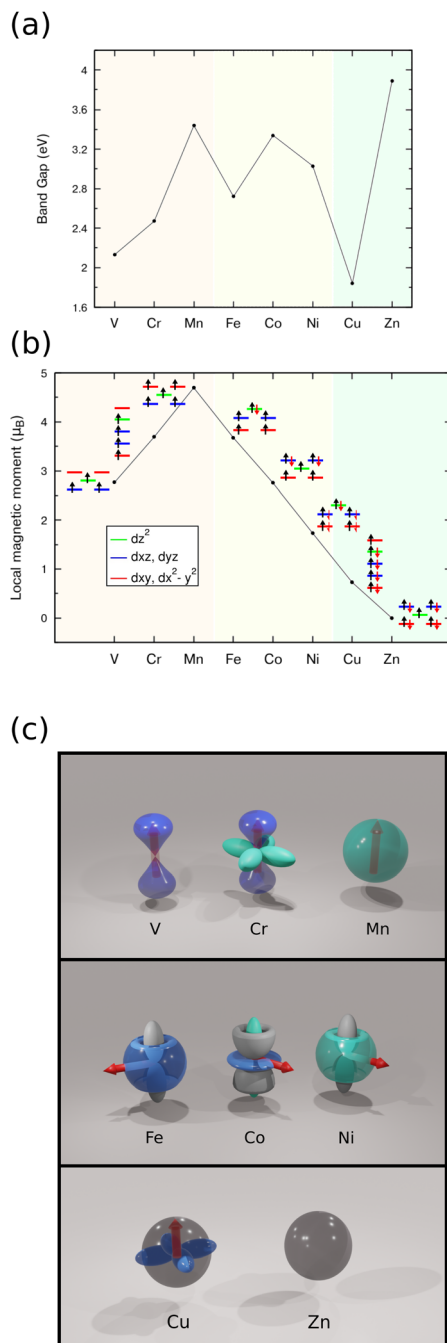 (a)
4
3.6
3.2
2.8
2.4
2
1.6
Band Gap (eV)
V Cr Mn Fe Co Ni Cu Zn
(b)
5
4
3
2
1
0
Local magnetic moment (μB)
dz²
dxz, dyz
dxy, dx²- y²
V Cr Mn Fe Co Ni Cu Zn
(c)
V Cr Mn
Fe Co Ni
Cu Zn